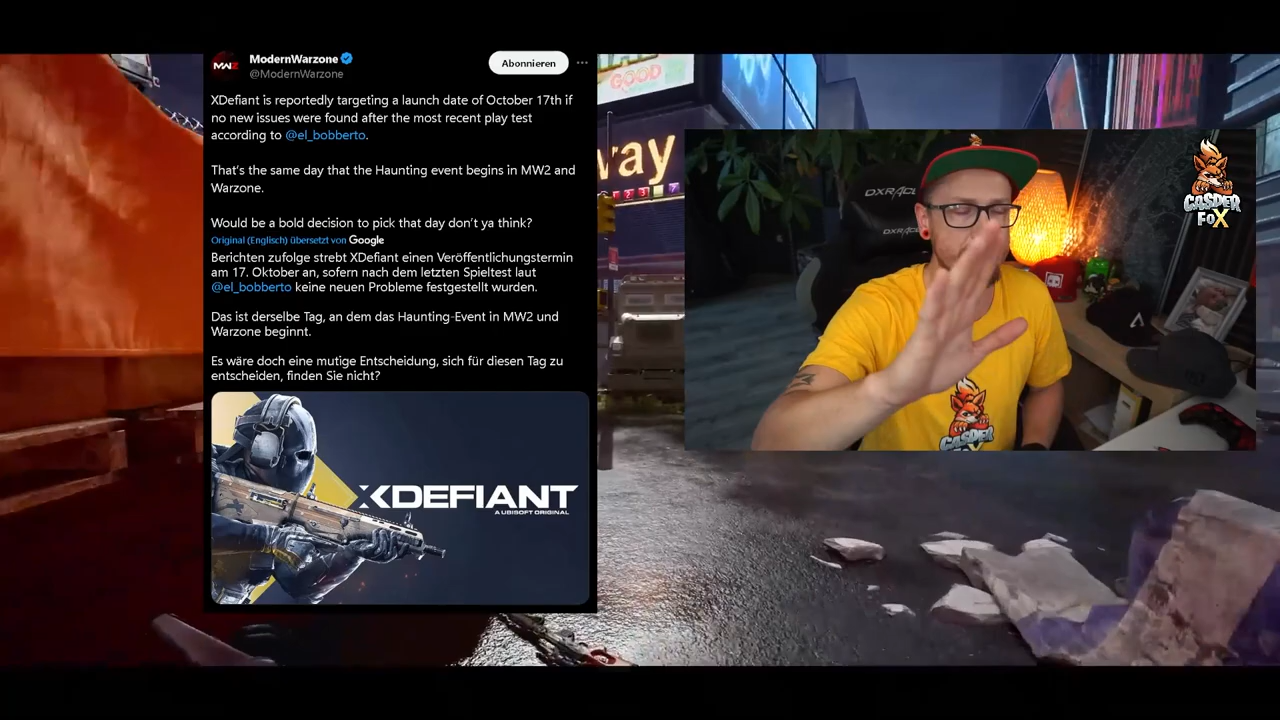 ModernWarzone
@ModernWarzone
Abonnieren
XDefiant is reportedly targeting a launch date of October 17th if
no new issues were found after the most recent play test
according to @el_bobberto.
That's the same day that the Haunting event begins in MW2 and
Warzone.
Would be a bold decision to pick that day don't ya think?
Original (Englisch) übersetzt von Google
Berichten zufolge strebt XDefiant einen Veröffentlichungstermin
am 17. Oktober an, sofern nach dem letzten Spieltest laut
@el_bobberto keine neuen Probleme festgestellt wurden.
Das ist derselbe Tag, an dem das Haunting-Event in MW2 und
Warzone beginnt.
Es wäre doch eine mutige Entscheidung, sich für diesen Tag zu
entscheiden, finden Sie nicht?
XDEFIANT
A UBISOFT ORIGINAL
GOOD
way
DXRACE
DXRAC
CASPER
FOX
CASPER